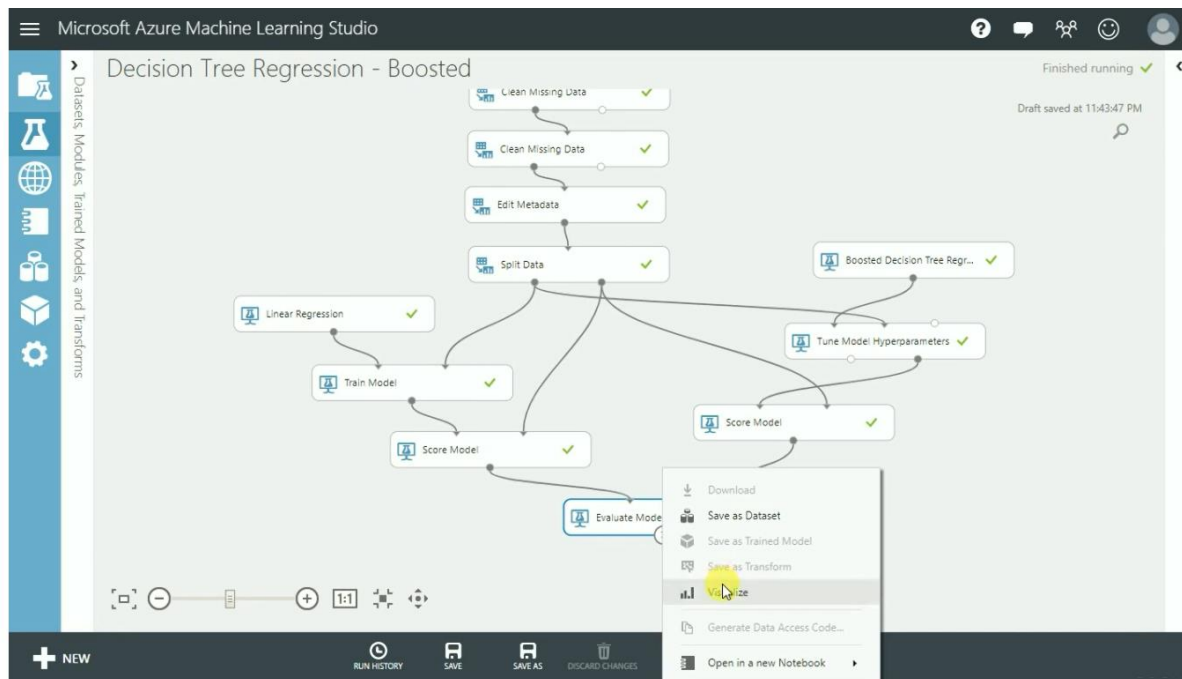 Microsoft Azure Machine Learning Studio
Decision Tree Regression - Boosted
Finished running
Draft saved at 11:43:47 PM
Datasets, Modules, Trained Models, and Transforms
Clean Missing Data
Clean Missing Data
Edit Metadata
Split Data
Boosted Decision Tree Regr...
Linear Regression
Tune Model Hyperparameters
Train Model
Score Model
Score Model
Evaluate Mode
Download
Save as Dataset
Save as Trained Model
Save as Transform
Visualize
Generate Data Access Code...
Open in a new Notebook
1:1
NEW
RUN HISTORY
SAVE
SAVE AS
DISCARD CHANGES